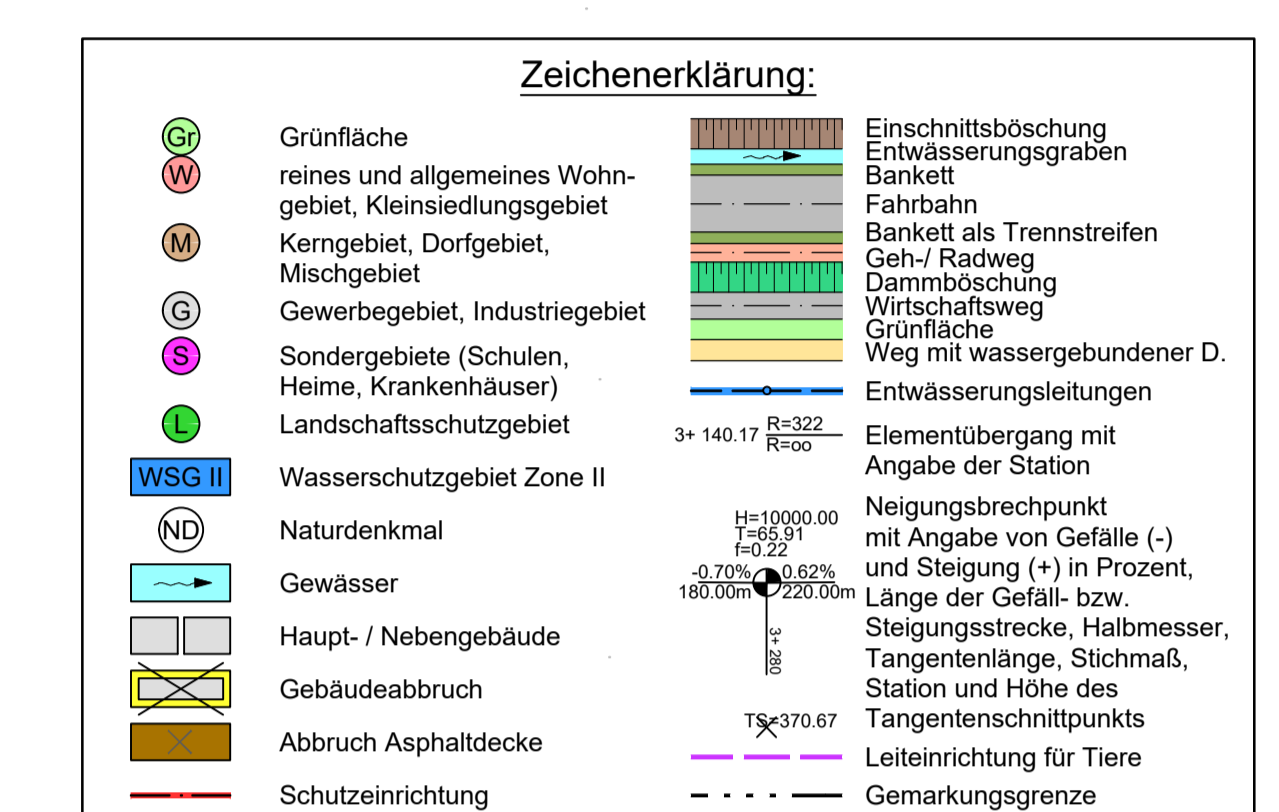 Zeichenerklärung:
Gr Grünfläche
W reines und allgemeines Wohn-
gebiet, Kleinsiedlungsgebiet
M Kerngebiet, Dorfgebiet,
Mischgebiet
G Gewerbegebiet, Industriegebiet
S Sondergebiete (Schulen,
Heime, Krankenhäuser)
L Landschaftsschutzgebiet
WSG II Wasserschutzgebiet Zone II
ND Naturdenkmal
Gewässer
Haupt- / Nebengebäude
Gebäudeabbruch
Abbruch Asphaltdecke
Schutzeinrichtung
Einschnittsböschung
Entwässerungsgraben
Bankett
Fahrbahn
Bankett als Trennstreifen
Geh-/ Radweg
Dammböschung
Wirtschaftsweg
Grünfläche
Weg mit wassergebundener D.
Entwässerungsleitungen
3+ 140.17 R=322
R=oo
Elementübergang mit
Angabe der Station
H=10000.00
T=65.91
f=0.22
-0.70% 0.62%
180.00m 220.00m
3+ 280
TS=370.67
Neigungsbrechpunkt
mit Angabe von Gefälle (-)
und Steigung (+) in Prozent,
Länge der Gefäll- bzw.
Steigungsstrecke, Halbmesser,
Tangentenlänge, Stichmaß,
Station und Höhe des
Tangentenschnittpunkts
Leiteinrichtung für Tiere
Gemarkungsgrenze